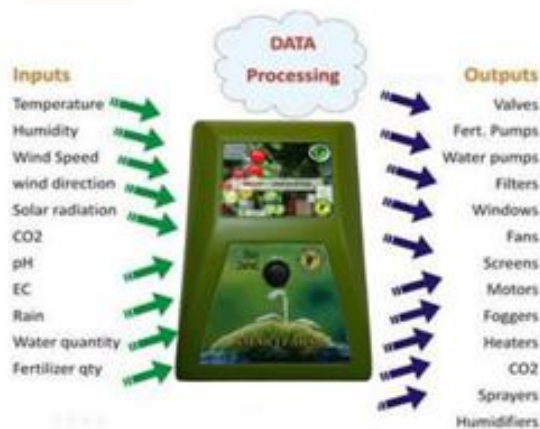 DATA
Processing
Inputs
Temperature
Humidity
Wind Speed
wind direction
Solar radiation
CO2
pH
EC
Rain
Water quantity
Fertilizer qty
Outputs
Valves
Fert. Pumps
Water pumps
Filters
Windows
Fans
Screens
Motors
Foggers
Heaters
CO2
Sprayers
Humidifiers